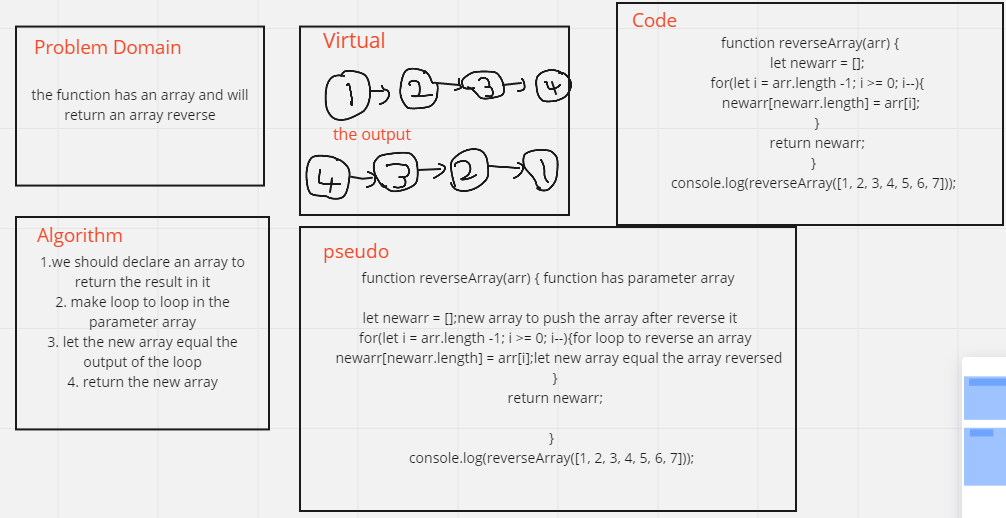 Problem Domain
the function has an array and will
return an array reverse
Virtual
1 2 3 4
the output
4 3 2 1
Code
function reverseArray(arr) {
let newarr = [];
for(let i = arr.length -1; i >= 0; i--){
newarr[newarr.length] = arr[i];
}
return newarr;
}
console.log(reverseArray([1, 2, 3, 4, 5, 6, 7]));
Algorithm
1.we should declare an array to
return the result in it
2. make loop to loop in the
parameter array
3. let the new array equal the
output of the loop
4. return the new array
pseudo
function reverseArray(arr) { function has parameter array
let newarr = [];new array to push the array after reverse it
for(let i = arr.length -1; i >= 0; i--){for loop to reverse an array
newarr[newarr.length] = arr[i];let new array equal the array reversed
}
return newarr;
}
console.log(reverseArray([1, 2, 3, 4, 5, 6, 7]));